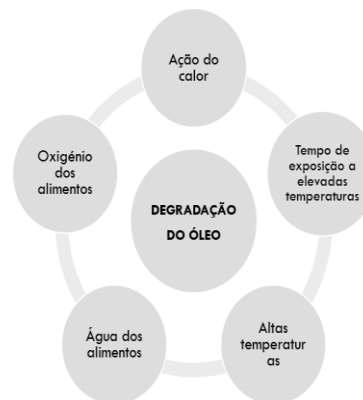 Ação do
calor
Oxigénio
dos
alimentos
Tempo de
exposição a
elevadas
temperaturas
DEGRADAÇÃO
DO ÓLEO
Água dos
alimentos
Altas
temperatur
as